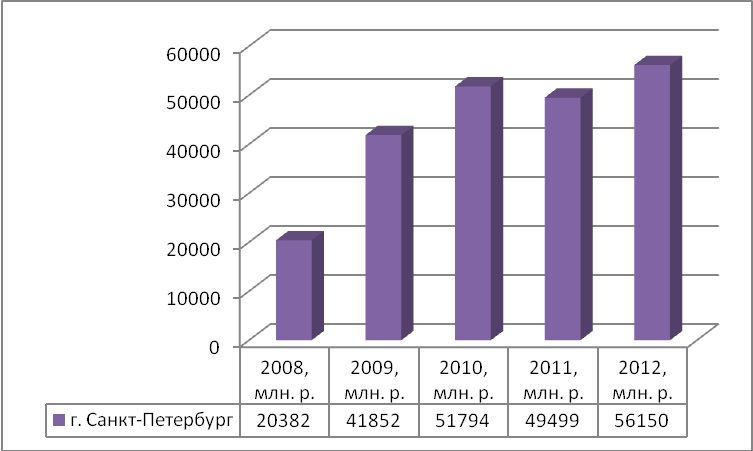 60000
50000
40000
30000
20000
10000
0
2008, 2009, 2010, 2011, 2012,
млн. р. млн. р. млн. р. млн. р. млн. р.
г. Санкт-Петербург 20382 41852 51794 49499 56150